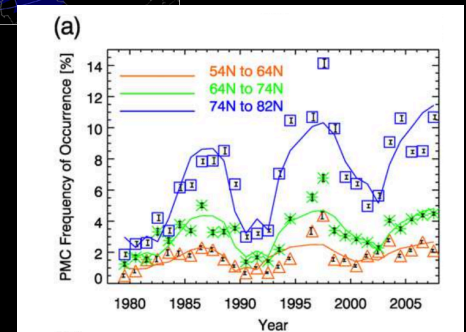 (a)
PMC Frequency of Occurrence [%]
14
12
10
8
6
4
2
0
54N to 64N
64N to 74N
74N to 82N
1980 1985 1990 1995 2000 2005
Year